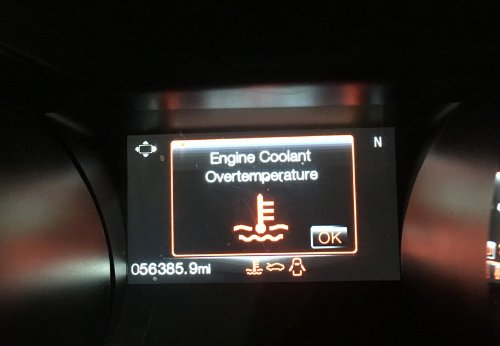 N
Engine Coolant
Overtemperature
OK
056385.9mi